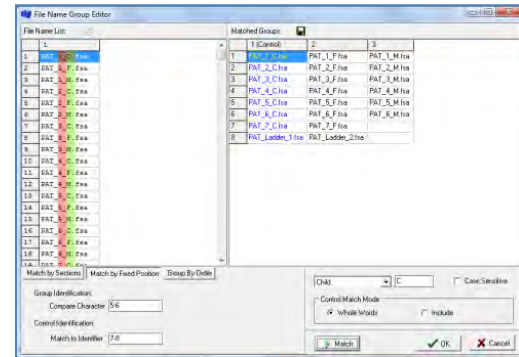 File Name Group Editor
File Name List:
Matched Groups:
1
1 (Control) 2 3
1 PAT_1_C.fsa PAT_1_F.fsa PAT_1_M.fsa
2 PAT_2_C.fsa PAT_2_F.fsa PAT_2_M.fsa
3 PAT_3_C.fsa PAT_3_F.fsa PAT_3_M.fsa
4 PAT_4_C.fsa PAT_4_F.fsa PAT_4_M.fsa
5 PAT_5_C.fsa PAT_5_F.fsa PAT_5_M.fsa
6 PAT_6_C.fsa PAT_6_F.fsa PAT_6_M.fsa
7 PAT_7_C.fsa PAT_7_F.fsa
8 PAT_Ladder_1.fsa PAT_Ladder_2.fsa
1 PAT_1_C.fsa
2 PAT_1_F.fsa
3 PAT_1_M.fsa
4 PAT_2_C.fsa
5 PAT_2_F.fsa
6 PAT_2_M.fsa
7 PAT_3_C.fsa
8 PAT_3_F.fsa
9 PAT_3_M.fsa
10 PAT_4_C.fsa
11 PAT_4_F.fsa
12 PAT_4_M.fsa
13 PAT_5_C.fsa
14 PAT_5_F.fsa
15 PAT_5_M.fsa
16 PAT_6_C.fsa
17 PAT_6_F.fsa
18 PAT_6_M.fsa
Match by Sections Match by Fixed Position Group By Order
Group Identification:
Compare Character 5-6
Control Identification:
Match to Identifier 7-8
Child C Case Sensitive
Control Match Mode
Whole Words Include
Match OK Cancel